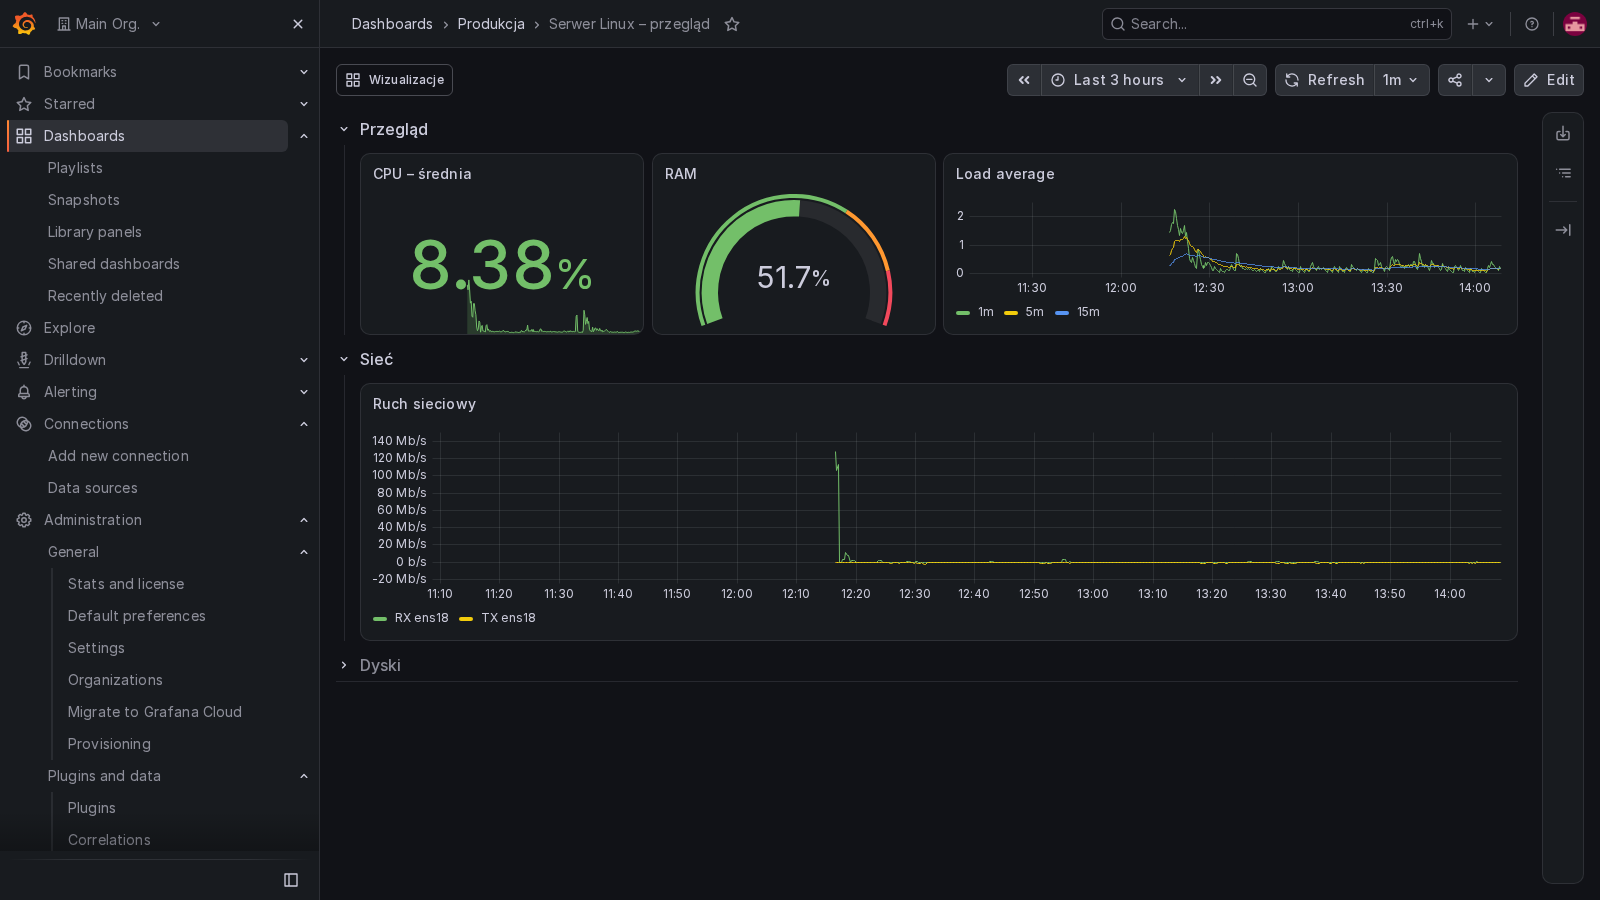 Main Org.
Dashboards
Produkcja
Serwer Linux – przegląd
Search...
ctrl+k
Bookmarks
Starred
Dashboards
Playlists
Snapshots
Library panels
Shared dashboards
Recently deleted
Explore
Drilldown
Alerting
Connections
Add new connection
Data sources
Administration
General
Stats and license
Default preferences
Settings
Organizations
Migrate to Grafana Cloud
Provisioning
Plugins and data
Plugins
Correlations
Wizualizacje
Last 3 hours
Refresh
1m
Edit
Przegląd
CPU – średnia
8.38%
RAM
51.7%
Load average
2
1
0
11:30
12:00
12:30
13:00
13:30
14:00
1m
5m
15m
Sieć
Ruch sieciowy
140 Mb/s
120 Mb/s
100 Mb/s
80 Mb/s
60 Mb/s
40 Mb/s
20 Mb/s
0 b/s
-20 Mb/s
11:10
11:20
11:30
11:40
11:50
12:00
12:10
12:20
12:30
12:40
12:50
13:00
13:10
13:20
13:30
13:40
13:50
14:00
RX ens18
TX ens18
Dyski